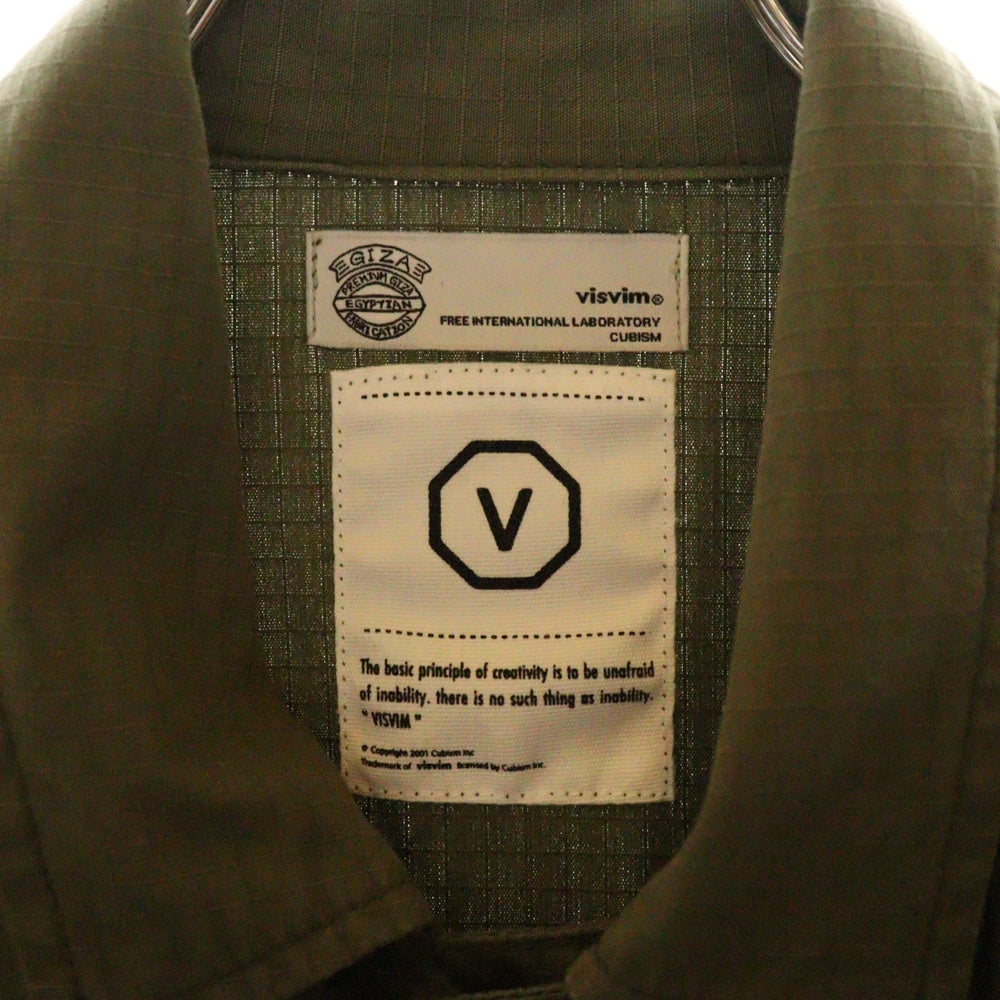 GIZA
PREMIUM GIZA
EGYPTIAN
FABRICATION
visvim®
FREE INTERNATIONAL LABORATORY
CUBISM
V
The basic principle of creativity is to be unafraid
of inability. there is no such thing as inability.
" VISVIM "
© Copyright 2001 Cubism Inc
Trademark of visvim licensed by Cubism Inc.